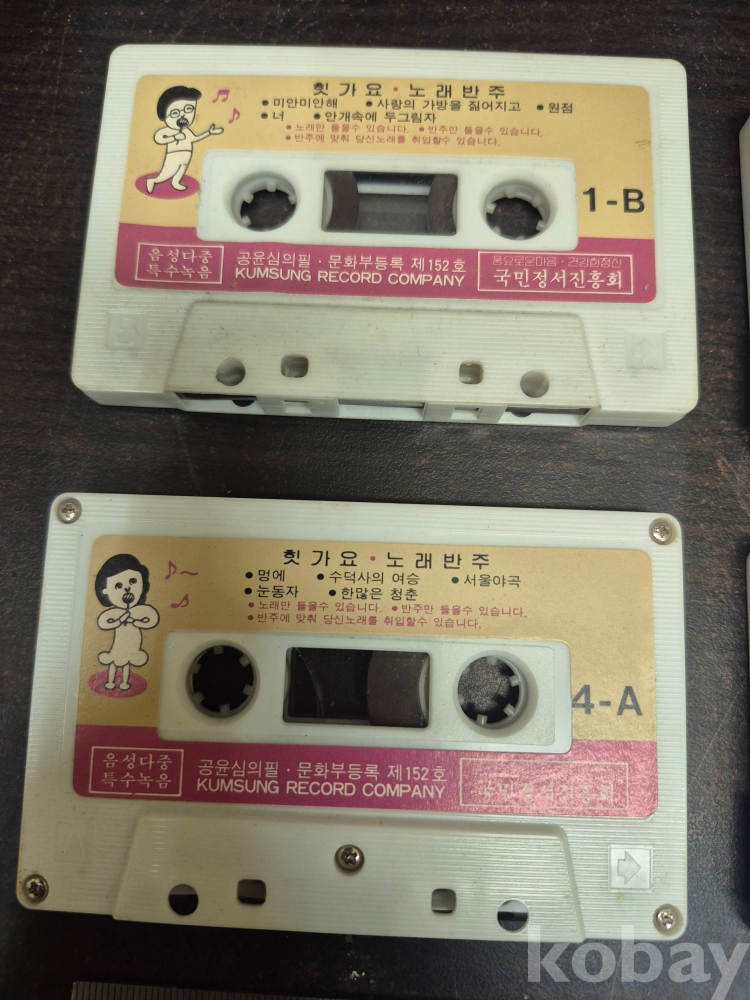 힛가요·노래반주
●미안미안해 ●사랑의 가방을 짊어지고 ●원점
●너 ●안개속에 두그림자
●노래만 들을수 있습니다. ●반주만 들을수 있습니다.
●반주에 맞춰 당신노래를 취입할수 있습니다.
1-B
음성다중
특수녹음
공윤심의필·문화부등록 제152호
KUMSUNG RECORD COMPANY
풍요로운마음·건강한정신
국민정서진흥회
B
A
힛가요·노래반주
●멍에 ●수덕사의 여승 ●서울야곡
●눈동자 ●한많은 청춘
●노래만 들을수 있습니다. ●반주만 들을수 있습니다.
●반주에 맞춰 당신노래를 취입할수 있습니다.
4-A
음성다중
특수녹음
공윤심의필·문화부등록 제152호
KUMSUNG RECORD COMPANY
국민정서진흥회
A
kobay